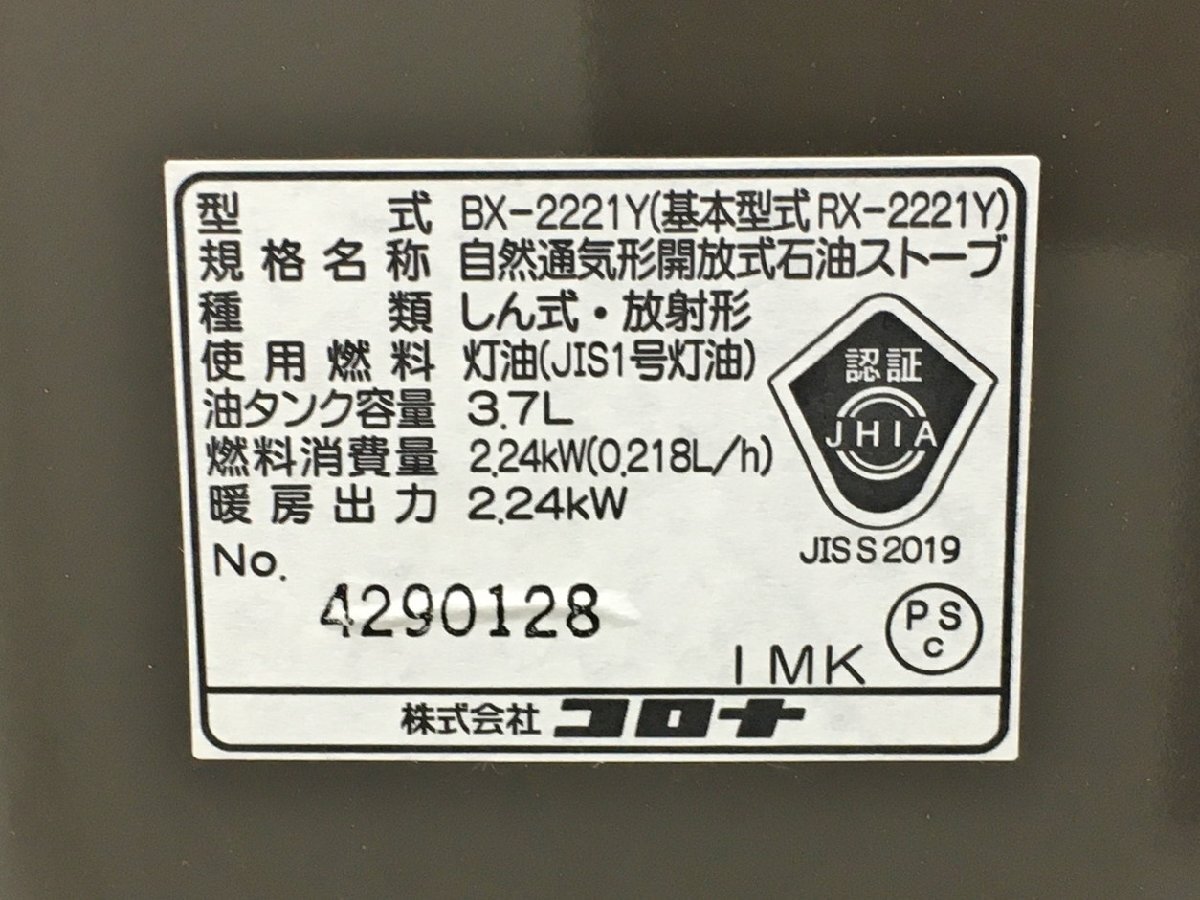 型式 BX-2221Y(基本型式RX-2221Y)
規格名称 自然通気形開放式石油ストーブ
種類 しん式・放射形
使用燃料 灯油(JIS1号灯油)
油タンク容量 3.7L
燃料消費量 2.24kW(0.218L/h)
暖房出力 2.24kW
認証
JHIA
JIS S 2019
No.
4290128
PS
C
IMK
株式会社コロナ